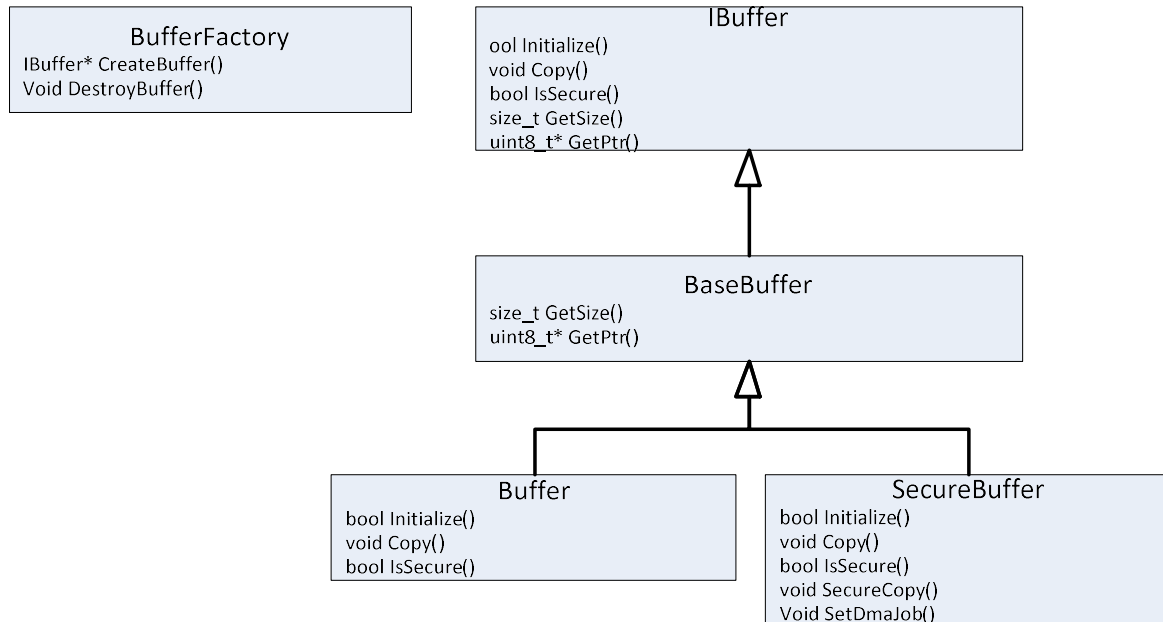 BufferFactory
IBuffer* CreateBuffer()
Void DestroyBuffer()
IBuffer
ool Initialize()
void Copy()
bool IsSecure()
size_t GetSize()
uint8_t* GetPtr()
BaseBuffer
size_t GetSize()
uint8_t* GetPtr()
Buffer
bool Initialize()
void Copy()
bool IsSecure()
SecureBuffer
bool Initialize()
void Copy()
bool IsSecure()
void SecureCopy()
Void SetDmaJob()